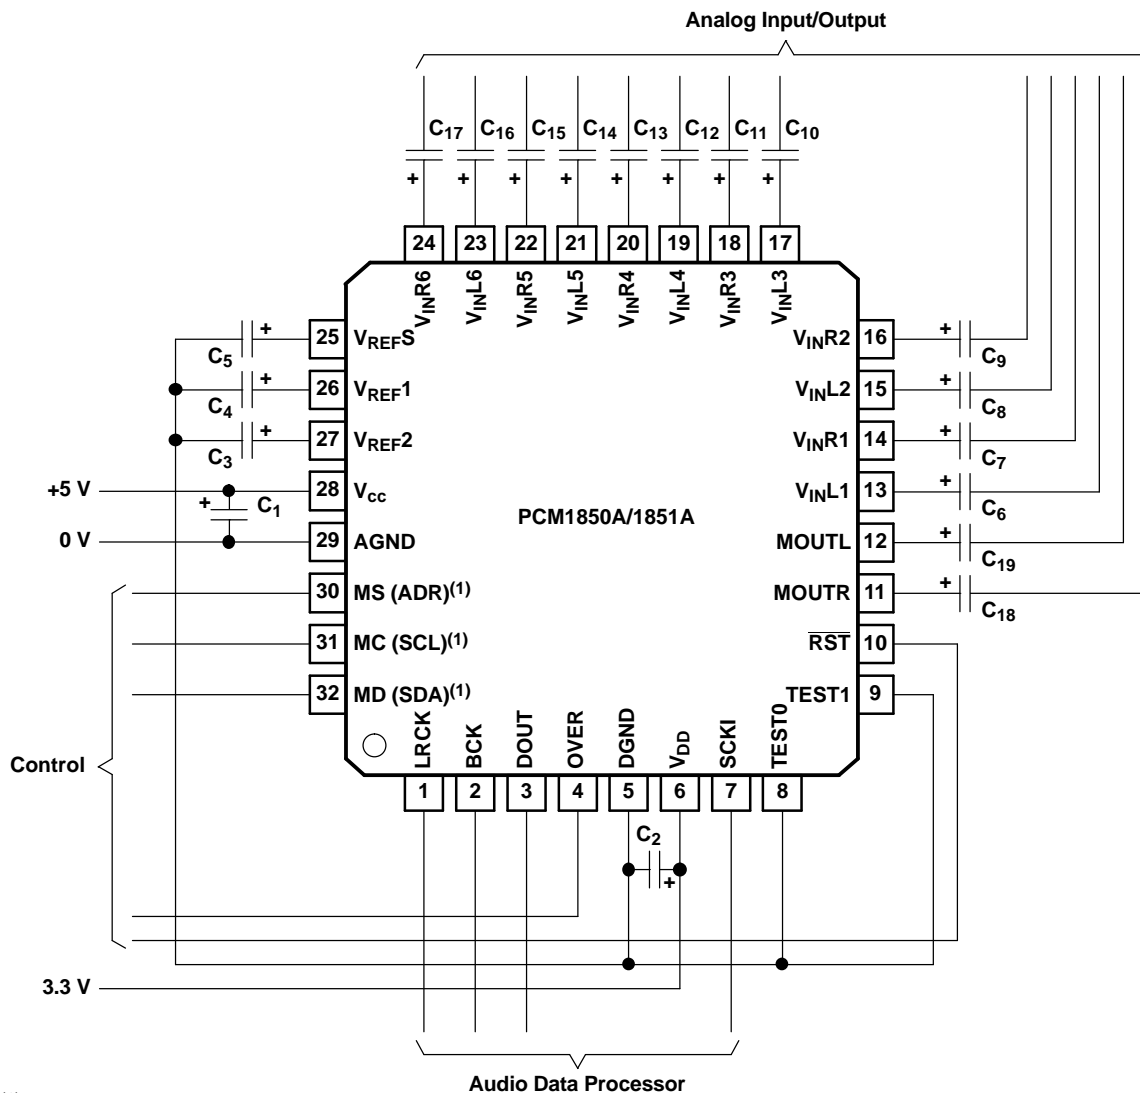 Analog Input/Output
C17 C16 C15 C14 C13 C12 C11 C10
+ + + + + + + +
24 23 22 21 20 19 18 17
VINR6 VINL6 VINR5 VINL5 VINR4 VINL4 VINR3 VINL3
C5 + 25 VREFS
C4 + 26 VREF1
C3 + 27 VREF2
+5 V 28 Vcc
+ C1
0 V 29 AGND
30 MS (ADR)(1)
31 MC (SCL)(1)
32 MD (SDA)(1)
PCM1850A/1851A
VINR2 16 + C9
VINL2 15 + C8
VINR1 14 + C7
VINL1 13 + C6
MOUTL 12 + C19
MOUTR 11 + C18
RST 10
TEST1 9
LRCK BCK DOUT OVER DGND VDD SCKI TEST0
1 2 3 4 5 6 7 8
Control
C2 +
3.3 V
Audio Data Processor